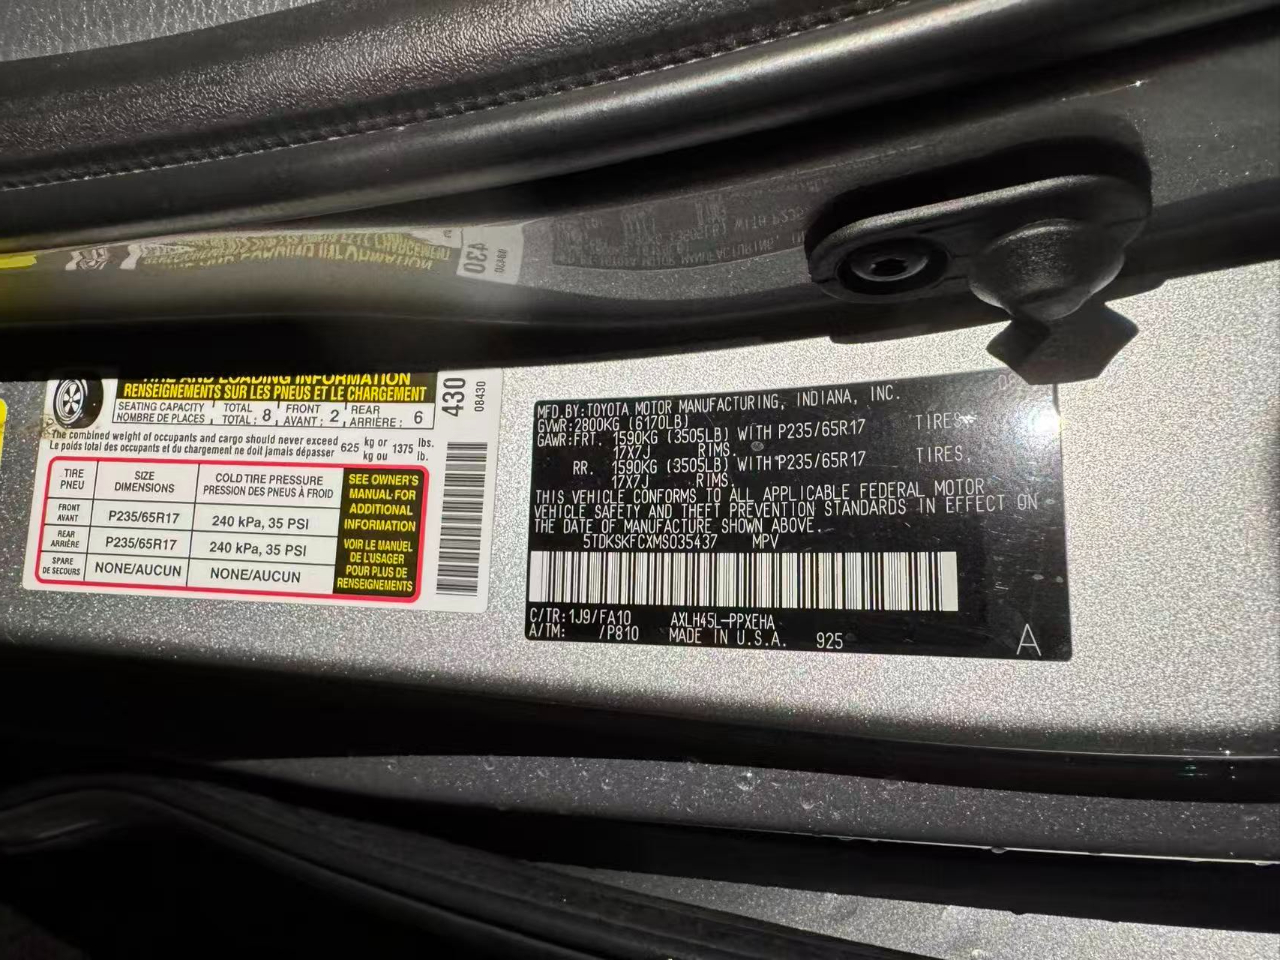 TIRE AND LOADING INFORMATION
RENSEIGNEMENTS SUR LES PNEUS ET LE CHARGEMENT
SEATING CAPACITY TOTAL FRONT REAR
NOMBRE DE PLACES TOTAL : 8 AVANT : 2 ARRIÈRE : 6
The combined weight of occupants and cargo should never exceed 625 kg or 1375 lbs.
Le poids total des occupants et du chargement ne doit jamais dépasser kg ou lb.
TIRE SIZE COLD TIRE PRESSURE
PNEU DIMENSIONS PRESSION DES PNEUS À FROID
FRONT
AVANT P235/65R17 240 kPa, 35 PSI
REAR
ARRIÈRE P235/65R17 240 kPa, 35 PSI
SPARE
DE SECOURS NONE/AUCUN NONE/AUCUN
SEE OWNER'S
MANUAL FOR
ADDITIONAL
INFORMATION
VOIR LE MANUEL
DE L'USAGER
POUR PLUS DE
RENSEIGNEMENTS
430
08430
MFD.BY:TOYOTA MOTOR MANUFACTURING, INDIANA, INC.
GVWR:2800KG (6170LB)
GAWR:FRT. 1590KG (3505LB) WITH P235/65R17 TIRES,
17X7J RIMS.
RR. 1590KG (3505LB) WITH P235/65R17 TIRES,
17X7J RIMS.
THIS VEHICLE CONFORMS TO ALL APPLICABLE FEDERAL MOTOR
VEHICLE SAFETY AND THEFT PREVENTION STANDARDS IN EFFECT ON
THE DATE OF MANUFACTURE SHOWN ABOVE.
5TDKSKFCXMS035437 MPV
C/TR:1J9/FA10 AXLH45L-PPXEHA
A/TM: /P810 MADE IN U.S.A. 925
A